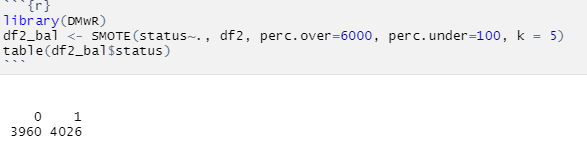 ```{r}
library(DMwR)
df2_bal <- SMOTE(status~., df2, perc.over=6000, perc.under=100, k = 5)
table(df2_bal$status)
```
0 1
3960 4026